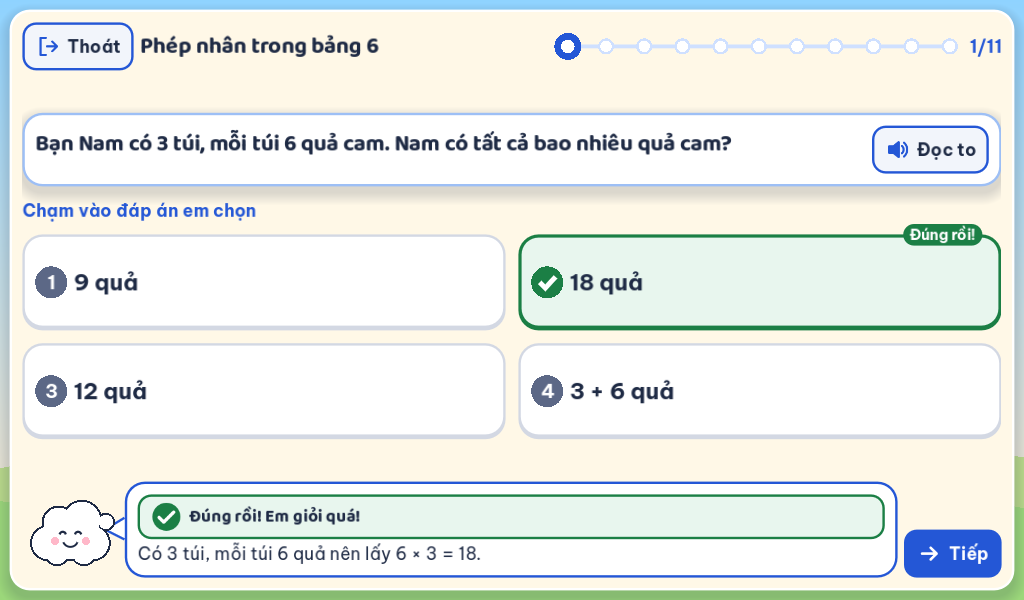 Thoát
Phép nhân trong bảng 6
1/11
Bạn Nam có 3 túi, mỗi túi 6 quả cam. Nam có tất cả bao nhiêu quả cam?
Đọc to
Chạm vào đáp án em chọn
1 9 quả
Đúng rồi!
18 quả
3 12 quả
4 3 + 6 quả
Đúng rồi! Em giỏi quá!
Có 3 túi, mỗi túi 6 quả nên lấy 6 × 3 = 18.
Tiếp